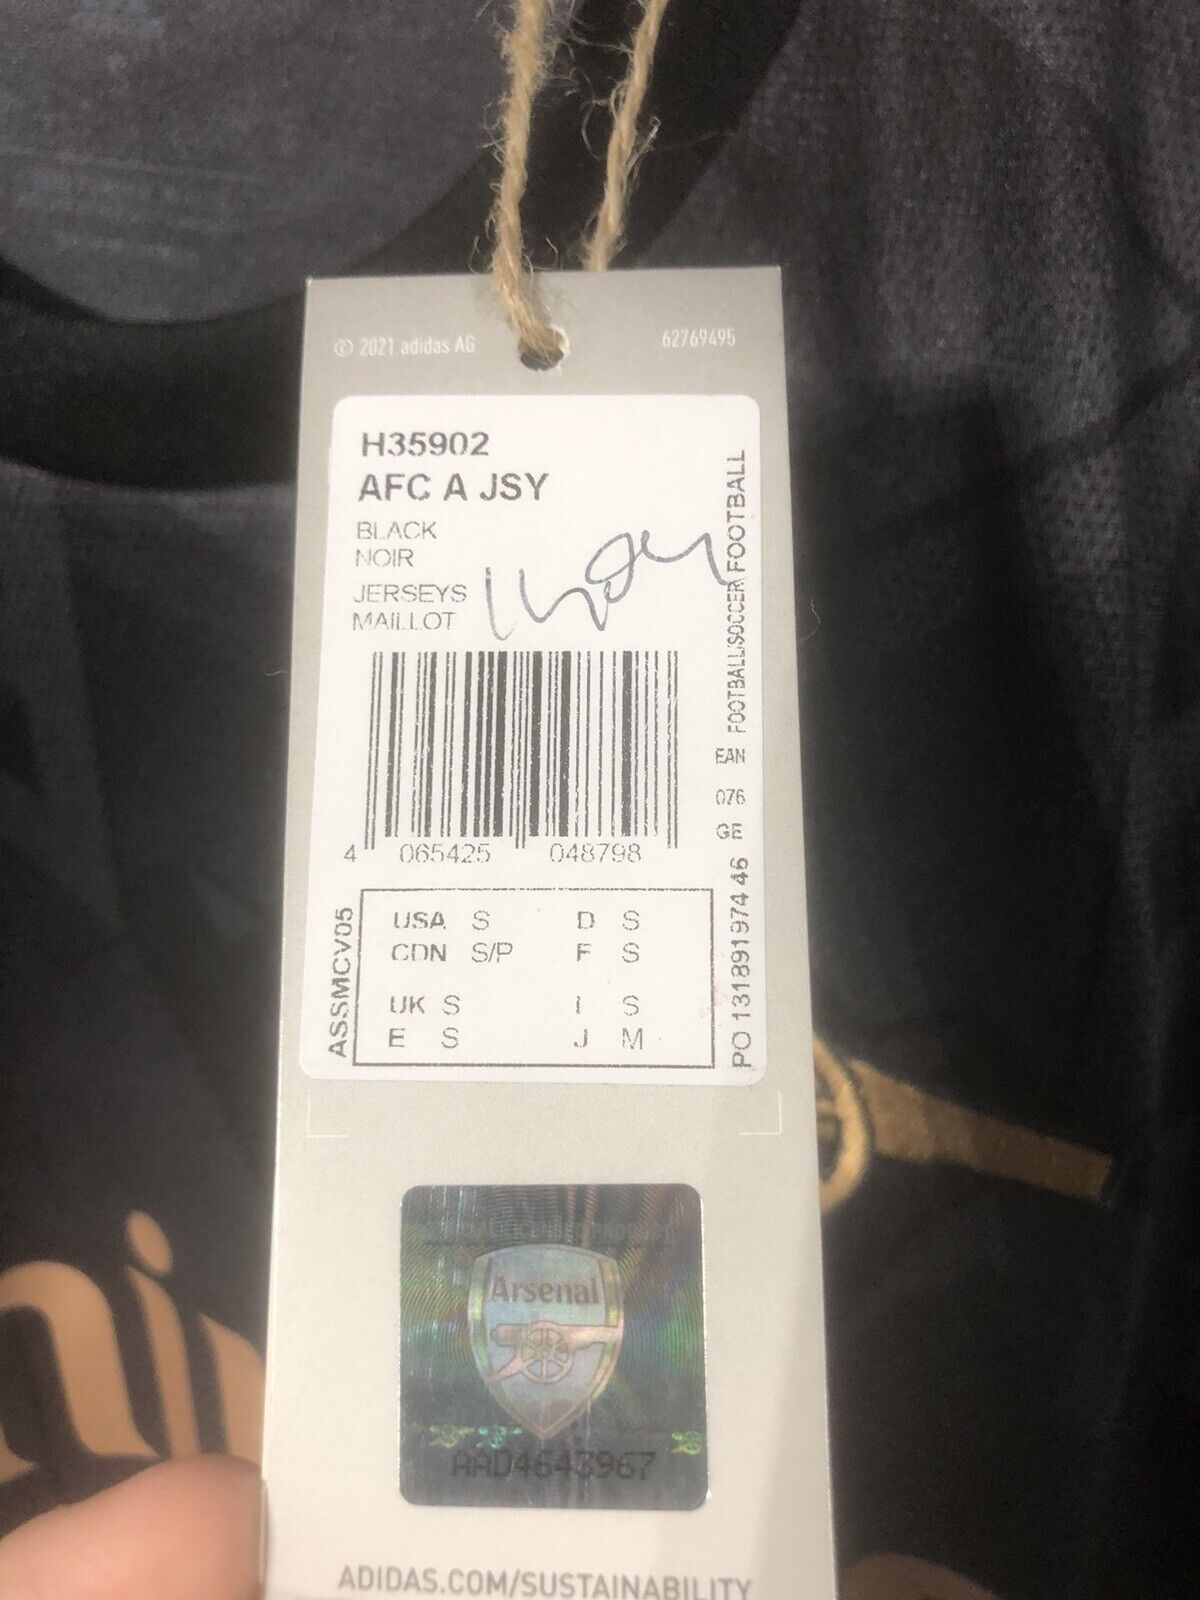 © 2021 adidas AG
62769495
H35902
AFC A JSY
BLACK
NOIR
JERSEYS
MAILLOT
FOOTBALL/SOCCER FOOTBALL
EAN
076
GE
PO 131891974 46
4 065425 048798
ASSMCV05
USA S D S
CDN S/P F S
UK S I S
E S J M
Arsenal
AAD4643967
ADIDAS.COM/SUSTAINABILITY